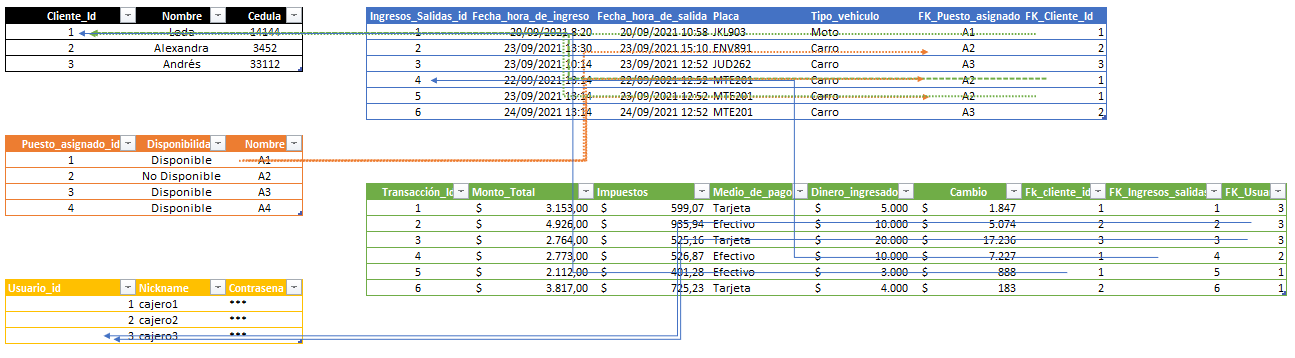 Cliente_Id Nombre Cedula
1 Leda 14144
2 Alexandra 3452
3 Andrés 33112
Ingresos_Salidas_id Fecha_hora_de_ingreso Fecha_hora_de_salida Placa Tipo_vehiculo FK_Puesto_asignado FK_Cliente_Id
1 20/09/2021 8:20 20/09/2021 10:58 JKL903 Moto A1 1
2 23/09/2021 13:30 23/09/2021 15:10 ENV891 Carro A2 2
3 23/09/2021 10:14 23/09/2021 12:52 JUD262 Carro A3 3
4 22/09/2021 13:14 22/09/2021 12:52 MTE201 Carro A2 1
5 23/09/2021 13:14 23/09/2021 12:52 MTE201 Carro A2 1
6 24/09/2021 13:14 24/09/2021 12:52 MTE201 Carro A3 2
Puesto_asignado_id Disponibilida Nombre
1 Disponible A1
2 No Disponible A2
3 Disponible A3
4 Disponible A4
Transacción_Id Monto_Total Impuestos Medio_de_pago Dinero_ingresado Cambio Fk_cliente_id FK_Ingresos_salidas FK_Usua
1 $ 3.153,00 $ 599,07 Tarjeta $ 5.000 $ 1.847 1 1 3
2 $ 4.926,00 $ 935,94 Efectivo $ 10.000 $ 5.074 2 2 3
3 $ 2.764,00 $ 525,16 Tarjeta $ 20.000 $ 17.236 3 3 3
4 $ 2.773,00 $ 526,87 Efectivo $ 10.000 $ 7.227 1 4 2
5 $ 2.112,00 $ 401,28 Efectivo $ 3.000 $ 888 1 5 1
6 $ 3.817,00 $ 725,23 Tarjeta $ 4.000 $ 183 2 6 1
Usuario_id Nickname Contrasena
1 cajero1 ***
2 cajero2 ***
3 cajero3 ***